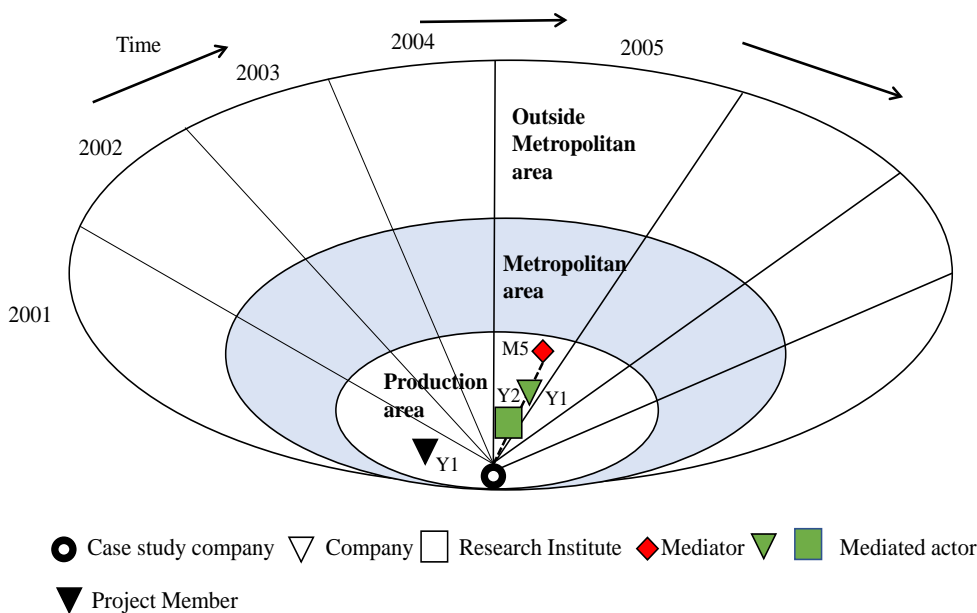 Time
2004
2005
2003
2002
2001
Outside
Metropolitan
area
Metropolitan
area
Production
area
M5
Y2
Y1
Y1
Case study company
Company
Research Institute
Mediator
Mediated actor
Project Member